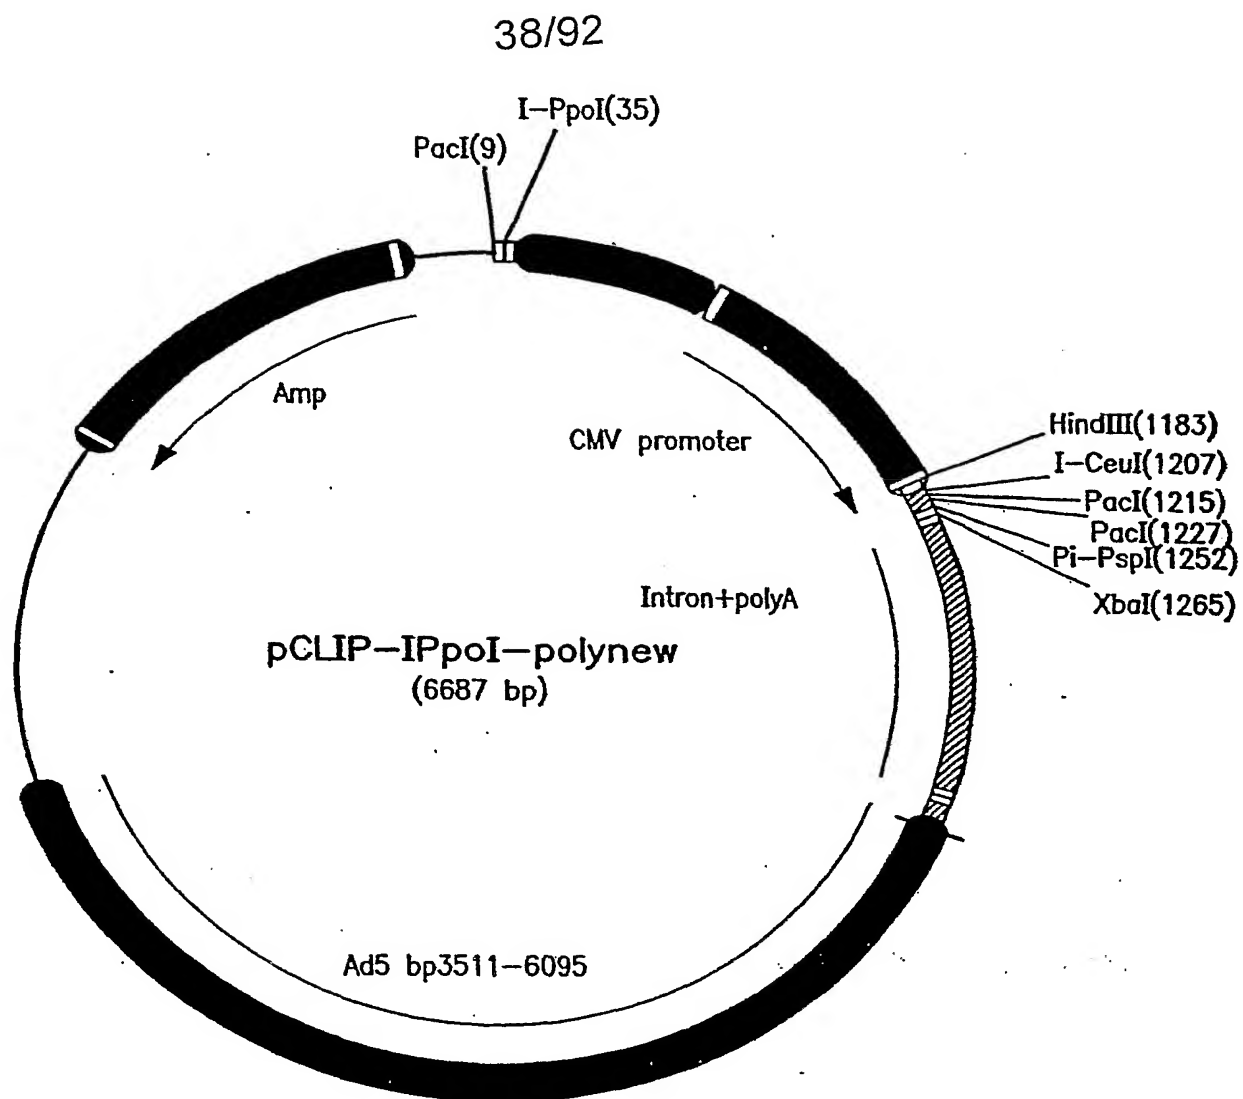 38/92
I-PpoI(35)
PacI(9)
Amp
CMV promoter
HindIII(1183)
I-CeuI(1207)
PacI(1215)
PacI(1227)
Pi-PspI(1252)
XbaI(1265)
Intron+polyA
pCLIP-IPpoI-polynew
(6687 bp)
Ad5 bp3511-6095